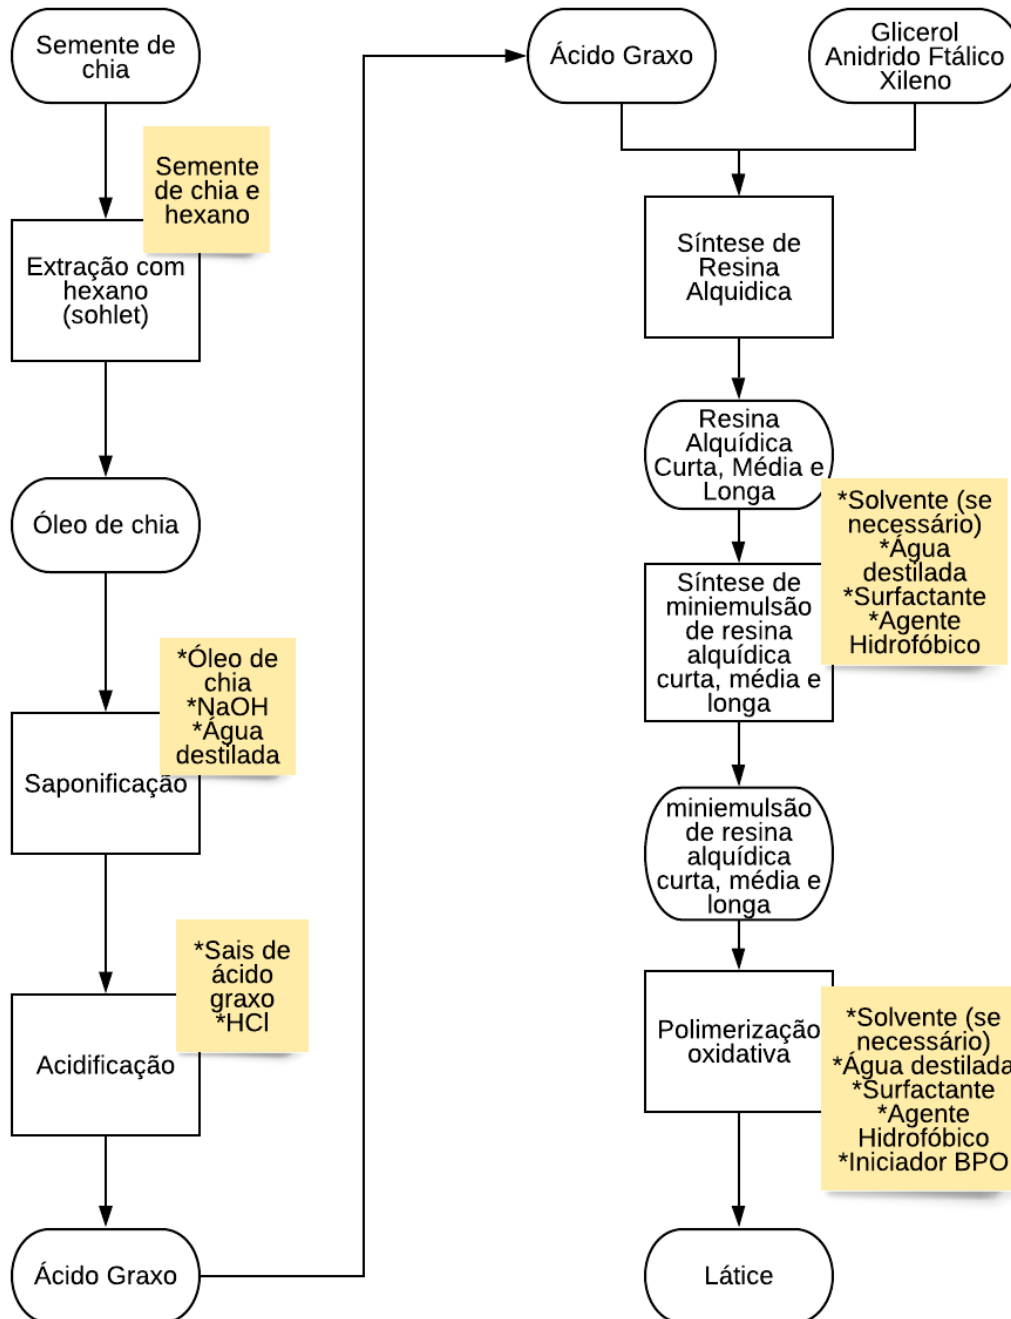 Semente de
chia
Semente
de chia e
hexano
Extração com
hexano
(sohlet)
Óleo de chia
*Óleo de
chia
*NaOH
*Água
destilada
Saponificação
*Sais de
ácido
graxo
*HCl
Acidificação
Ácido Graxo
Ácido Graxo
Glicerol
Anidrido Ftálico
Xileno
Síntese de
Resina
Alquidica
Resina
Alquídica
Curta, Média e
Longa
*Solvente (se
necessário)
*Água
destilada
*Surfactante
*Agente
Hidrofóbico
Síntese de
miniemulsão
de resina
alquídica
curta, média e
longa
miniemulsão
de resina
alquídica
curta, média e
longa
Polimerização
oxidativa
*Solvente (se
necessário)
*Água destilada
*Surfactante
*Agente
Hidrofóbico
*Iniciador BPO
Látice